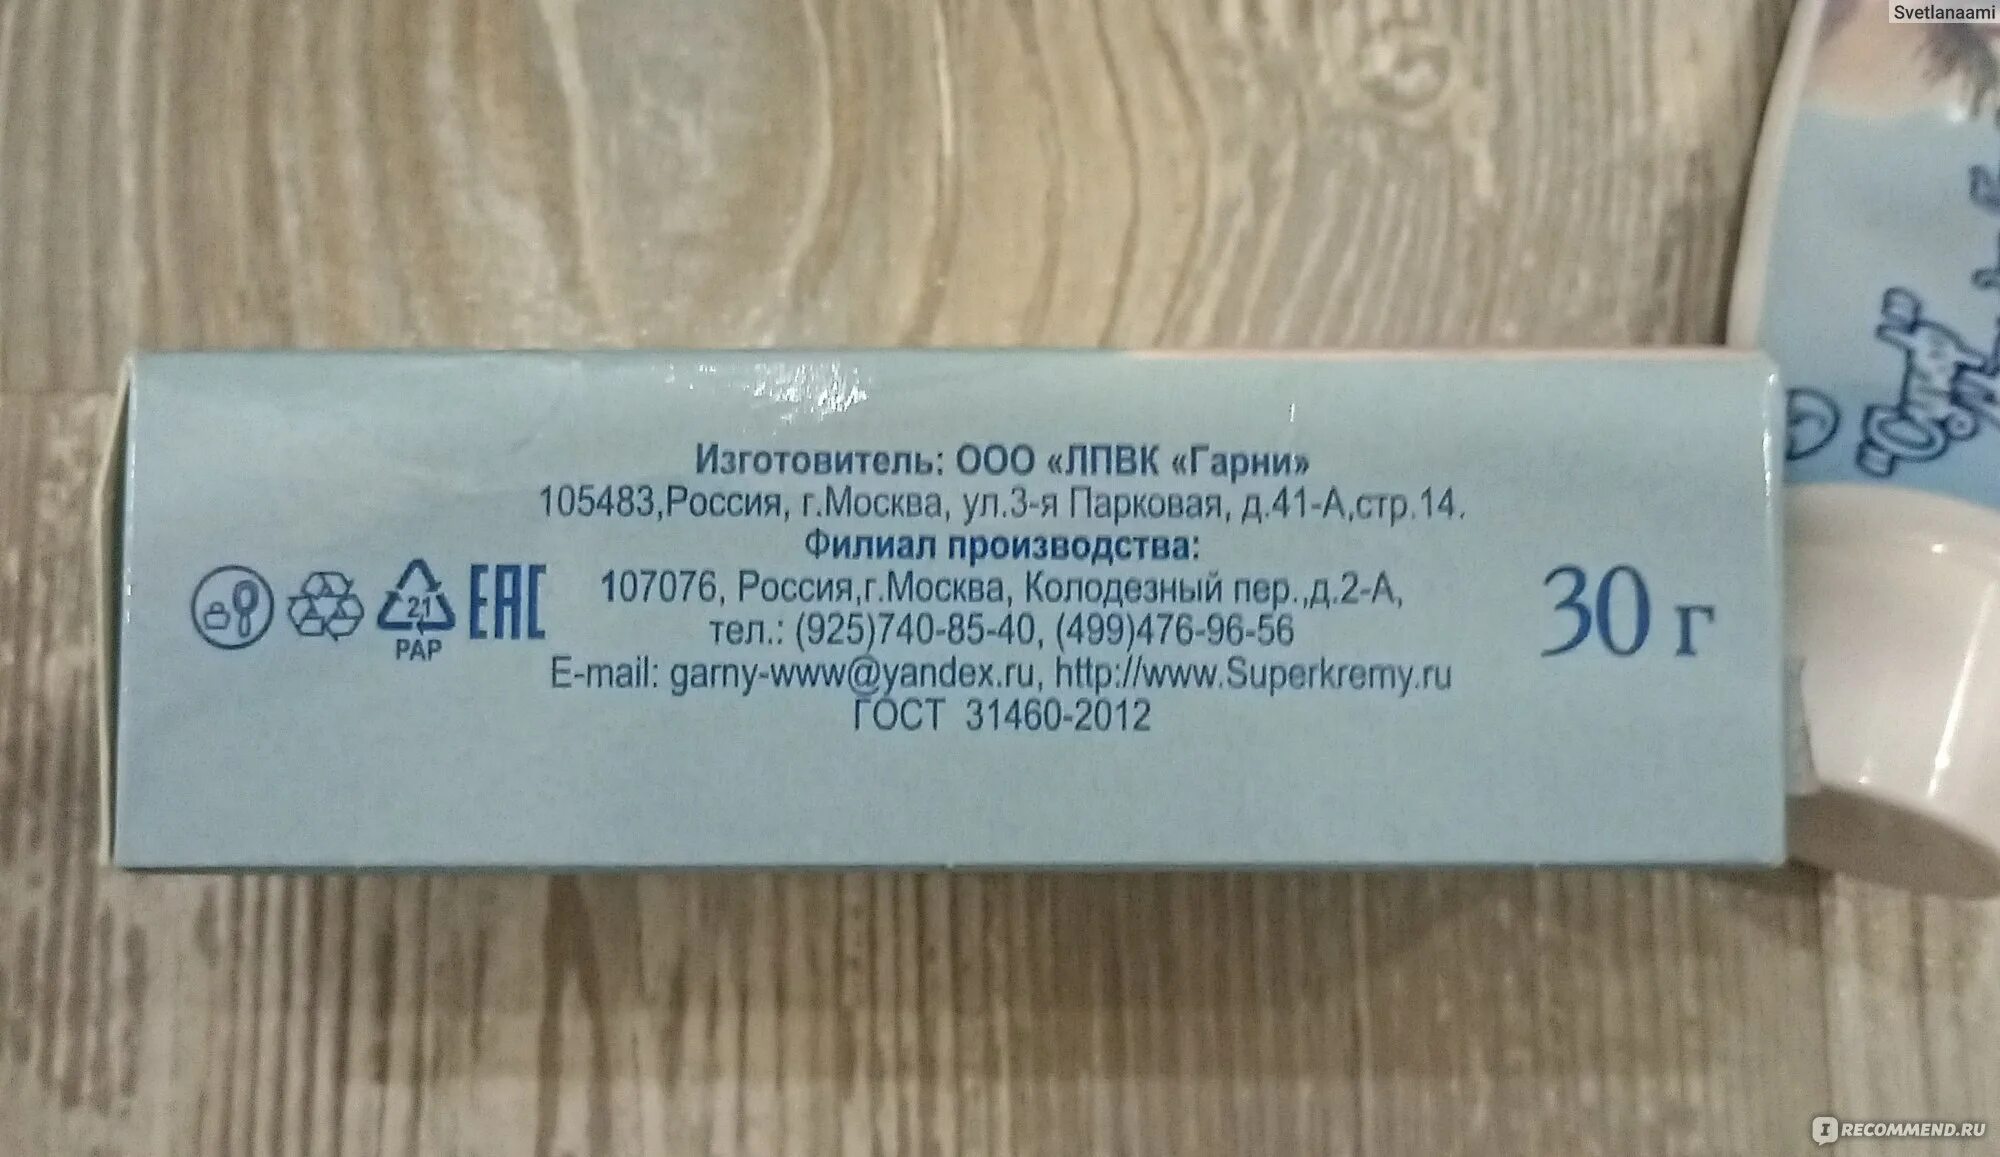 Svetlanaami
Изготовитель: ООО «ЛПВК «Гарни»
105483,Россия, г.Москва, ул.3-я Парковая, д.41-А,стр.14.
Филиал производства:
107076, Россия,г.Москва, Колодезный пер.,д.2-А,
тел.: (925)740-85-40, (499)476-96-56
E-mail: garny-www@yandex.ru, http://www.Superkremy.ru
ГОСТ 31460-2012
21
PAP
EAC
30 г
IRECOMMEND.RU